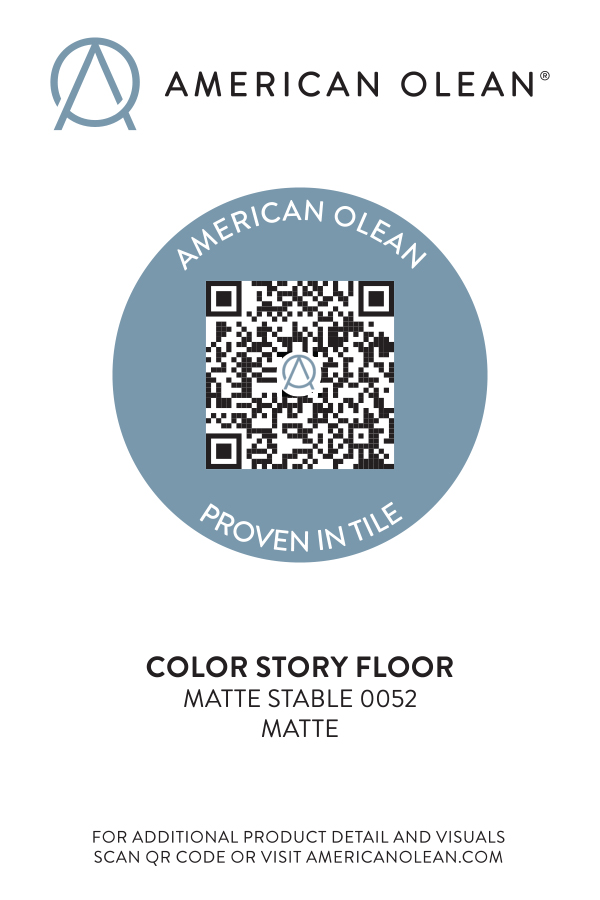 AMERICAN OLEAN®
AMERICAN OLEAN
PROVEN IN TILE
COLOR STORY FLOOR
MATTE STABLE 0052
MATTE
FOR ADDITIONAL PRODUCT DETAIL AND VISUALS
SCAN QR CODE OR VISIT AMERICANOLEAN.COM